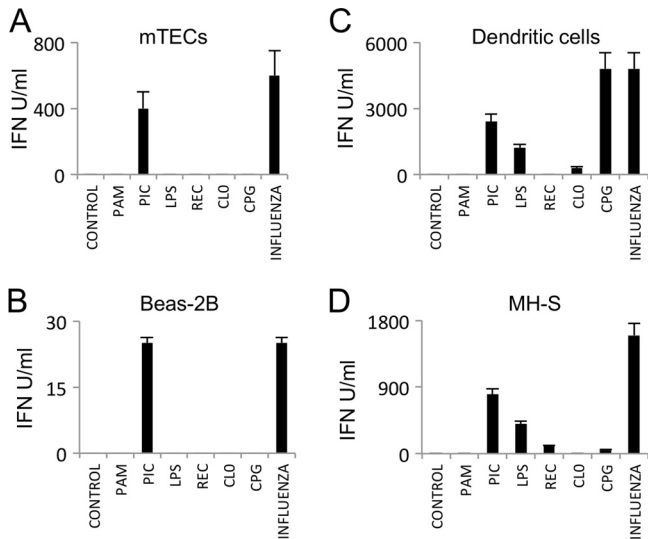 A
mTECs
IFN U/ml
800
400
0
CONTROL
PAM
PIC
LPS
REC
CL0
CPG
INFLUENZA
B
Beas-2B
IFN U/ml
30
15
0
CONTROL
PAM
PIC
LPS
REC
CL0
CPG
INFLUENZA
C
Dendritic cells
IFN U/ml
6000
3000
0
CONTROL
PAM
PIC
LPS
REC
CL0
CPG
INFLUENZA
D
MH-S
IFN U/ml
1800
900
0
CONTROL
PAM
PIC
LPS
REC
CL0
CPG
INFLUENZA